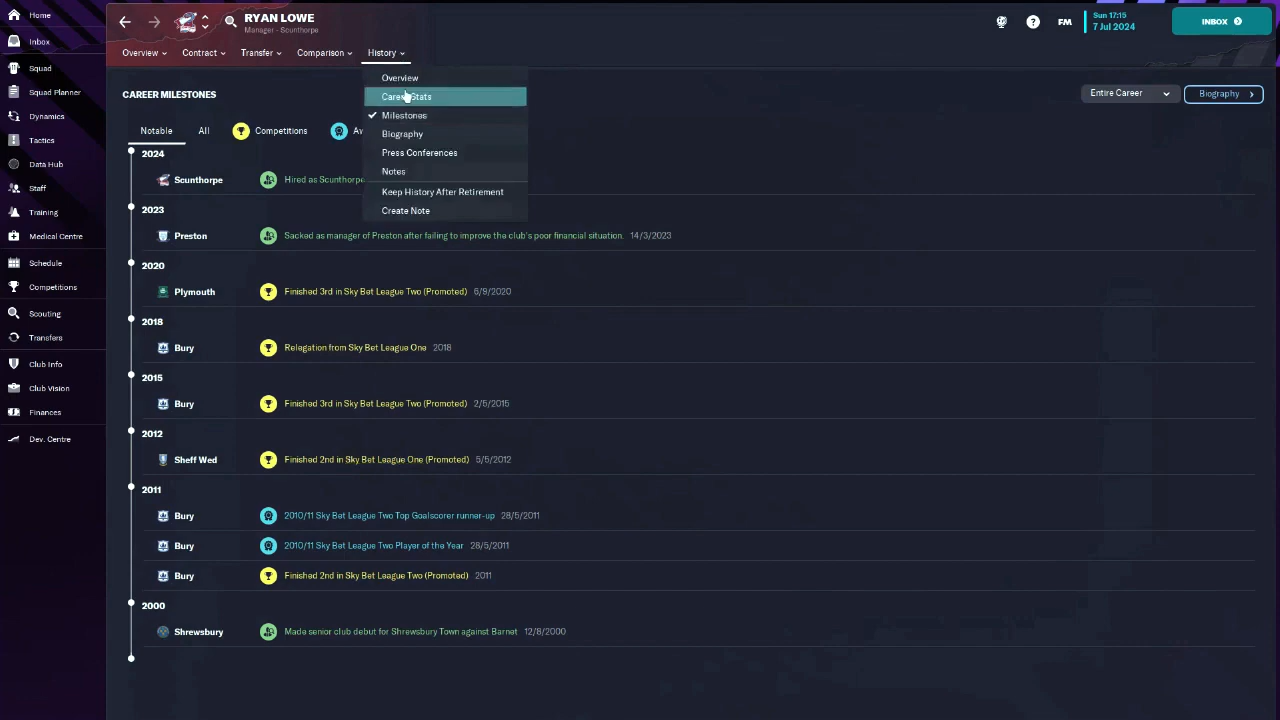 Home
Inbox
Squad
Squad Planner
Dynamics
Tactics
Data Hub
Staff
Training
Medical Centre
Schedule
Competitions
Scouting
Transfers
Club Info
Club Vision
Finances
Dev. Centre
RYAN LOWE
Manager - Scunthorpe
FM
Sun 17:15
7 Jul 2024
INBOX
Overview
Contract
Transfer
Comparison
History
Overview
Career Stats
Milestones
Biography
Press Conferences
Notes
Keep History After Retirement
Create Note
CAREER MILESTONES
Entire Career
Biography
Notable
All
Competitions
2024
Scunthorpe
Hired as Scunthorpe
2023
Preston
Sacked as manager of Preston after failing to improve the club's poor financial situation. 14/3/2023
2020
Plymouth
Finished 3rd in Sky Bet League Two (Promoted) 6/9/2020
2018
Bury
Relegation from Sky Bet League One 2018
2015
Bury
Finished 3rd in Sky Bet League Two (Promoted) 2/5/2015
2012
Sheff Wed
Finished 2nd in Sky Bet League One (Promoted) 5/5/2012
2011
Bury
2010/11 Sky Bet League Two Top Goalscorer runner-up 28/5/2011
Bury
2010/11 Sky Bet League Two Player of the Year 28/5/2011
Bury
Finished 2nd in Sky Bet League Two (Promoted) 2011
2000
Shrewsbury
Made senior club debut for Shrewsbury Town against Barnet 12/8/2000